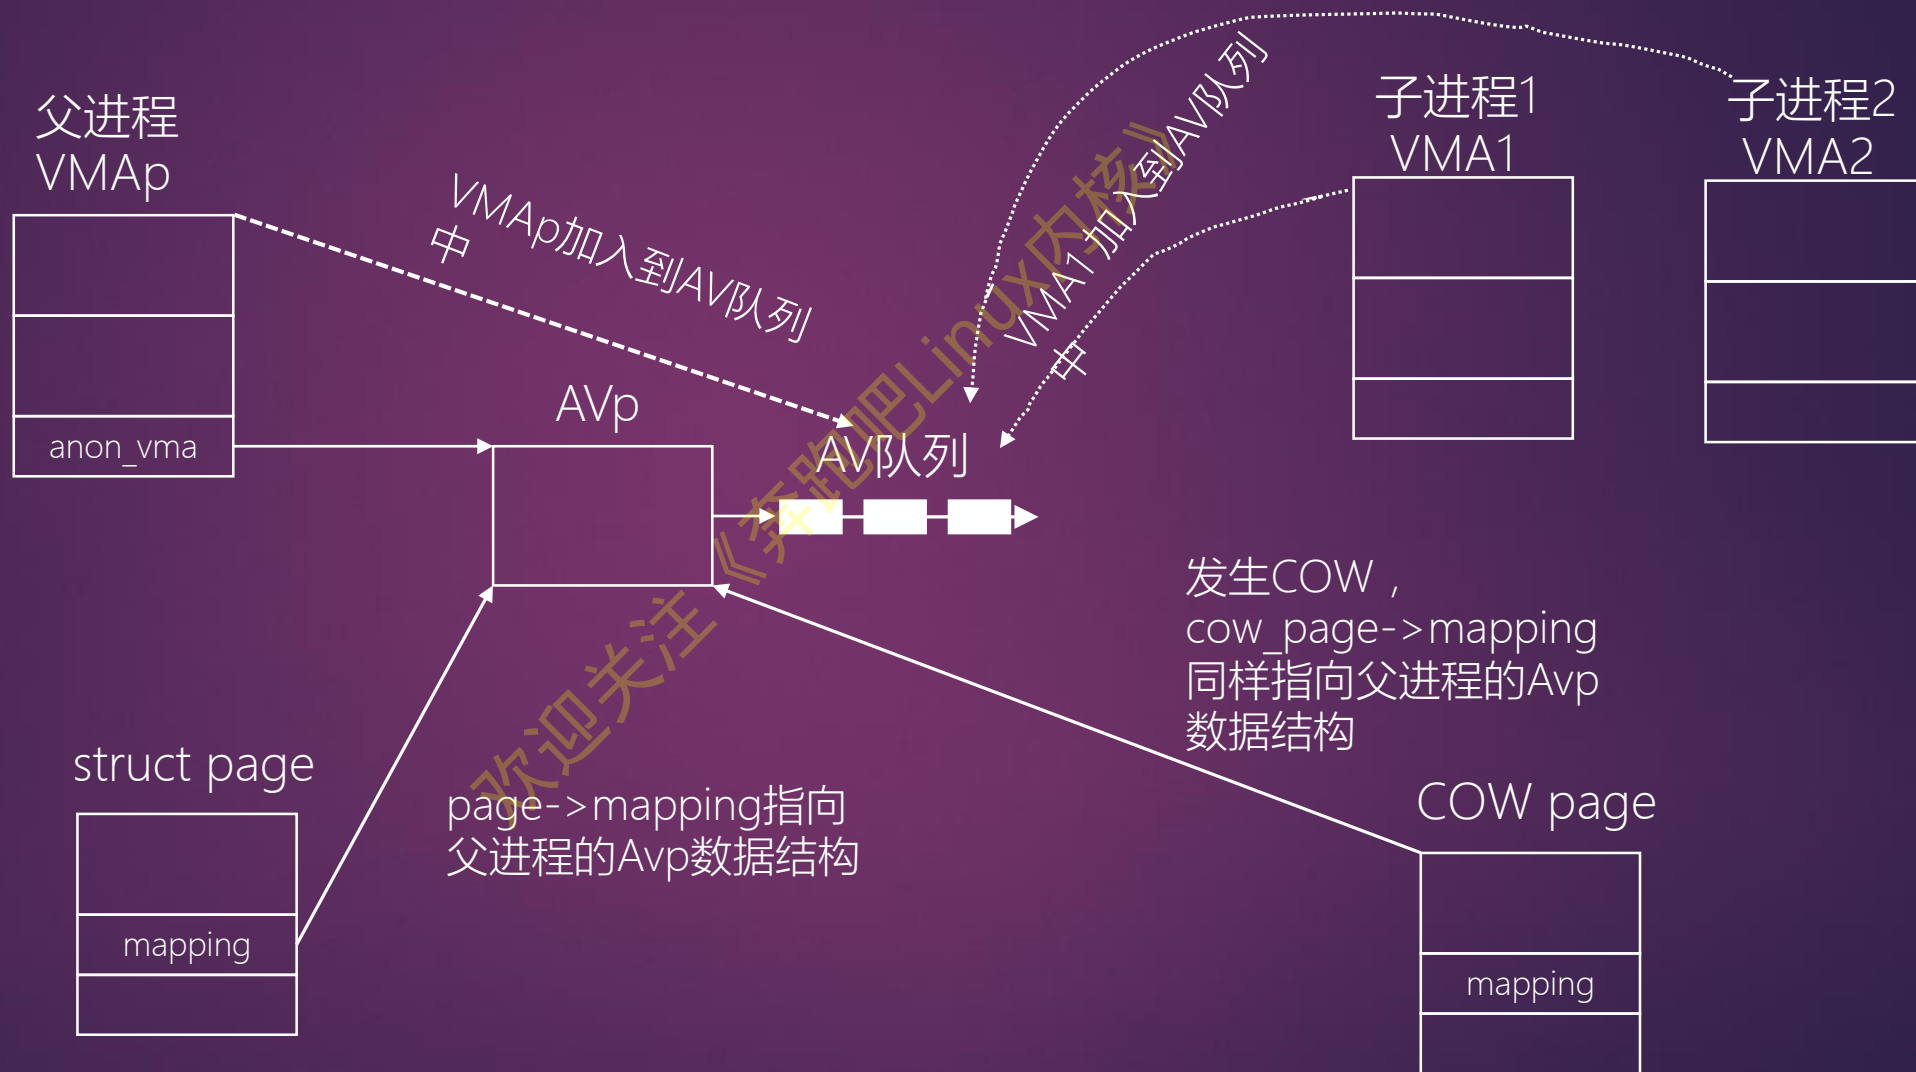 父进程
VMAp
子进程1
VMA1
子进程2
VMA2
VMAp加入到AV队列
中
VMA1 加入到AV队列
中
AVp
anon_vma
AV队列
发生COW，
cow_page->mapping
同样指向父进程的Avp
数据结构
struct page
page->mapping指向
父进程的Avp数据结构
COW page
mapping
mapping
欢迎关注《奔跑吧Linux内核》